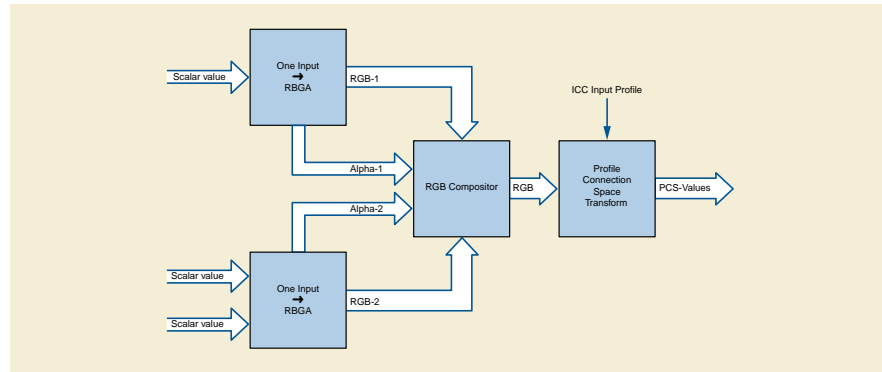 Scalar value
One Input
➔
RBGA
RGB-1
Alpha-1
ICC Input Profile
RGB Compositor
RGB
Profile
Connection
Space
Transform
PCS-Values
Alpha-2
Scalar value
Scalar value
One Input
➔
RBGA
RGB-2